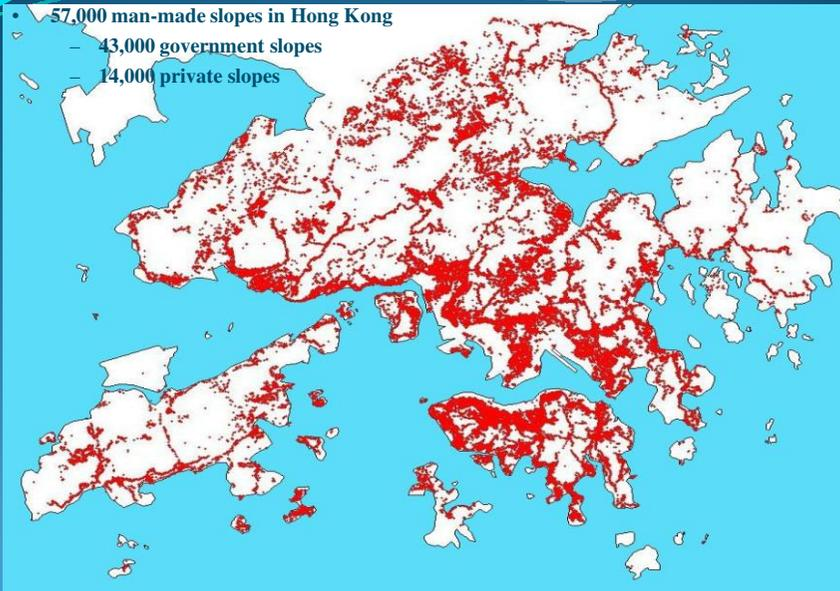 • 57,000 man-made slopes in Hong Kong
– 43,000 government slopes
– 14,000 private slopes